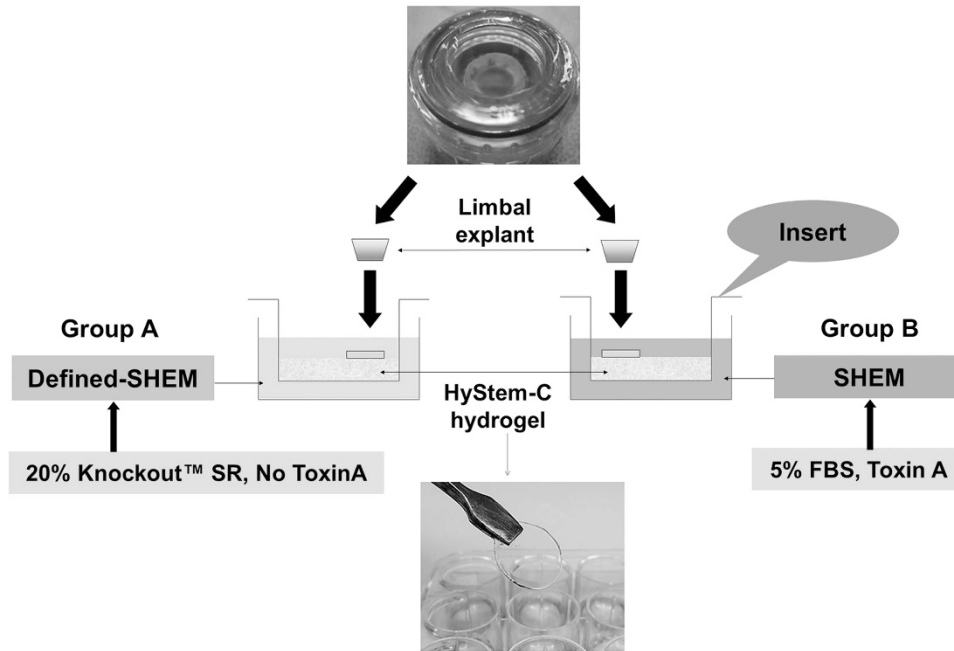 Limbal
explant
Insert
Group A
Group B
Defined-SHEM
SHEM
HyStem-C
hydrogel
20% Knockout™ SR, No ToxinA
5% FBS, Toxin A